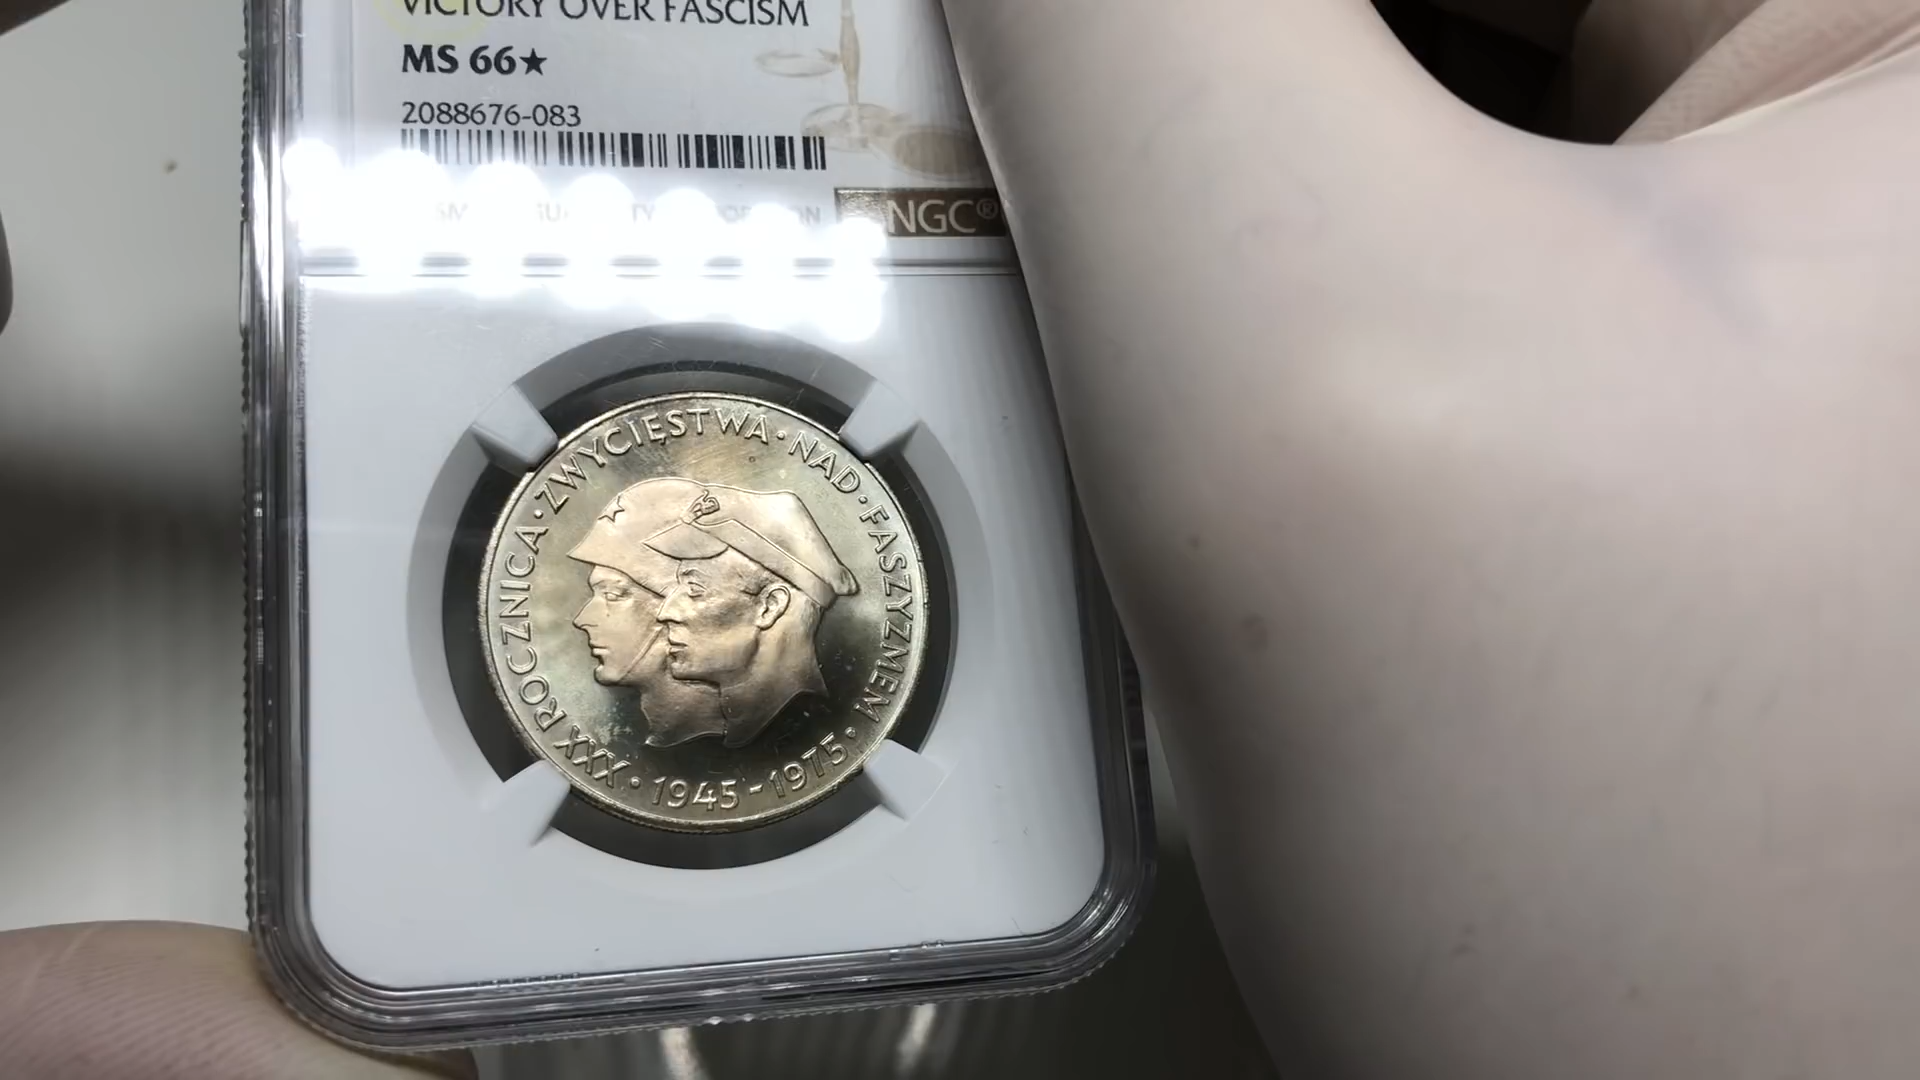 VICTORY OVER FASCISM
MS 66★
2088676-083
NGC®
XXX ROCZNICA · ZWYCIĘSTWA · NAD · FASZYZMEM ·
1945 - 1975